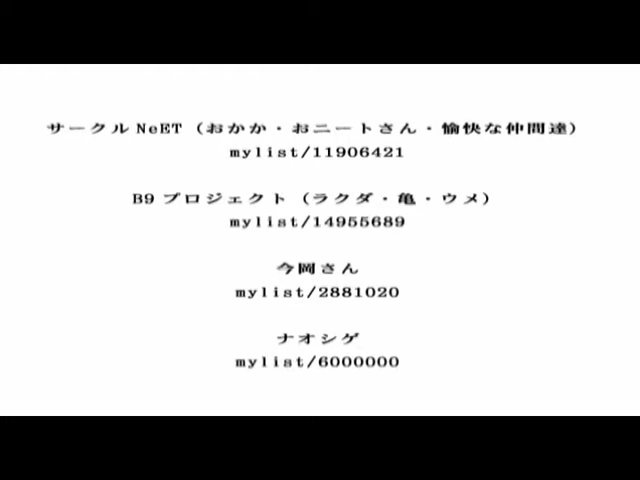 サークルNeET（おかか・おニートさん・愉快な仲間達）
mylist/11906421
B9プロジェクト（ラクダ・亀・ウメ）
mylist/14955689
今岡さん
mylist/2881020
ナオシゲ
mylist/6000000